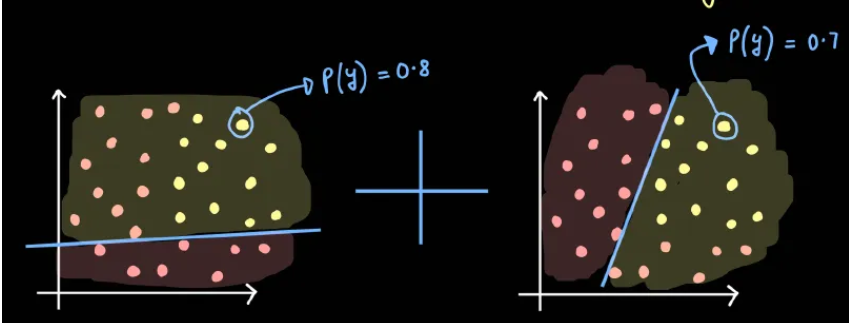 P(y) = 0.8
P(y) = 0.7